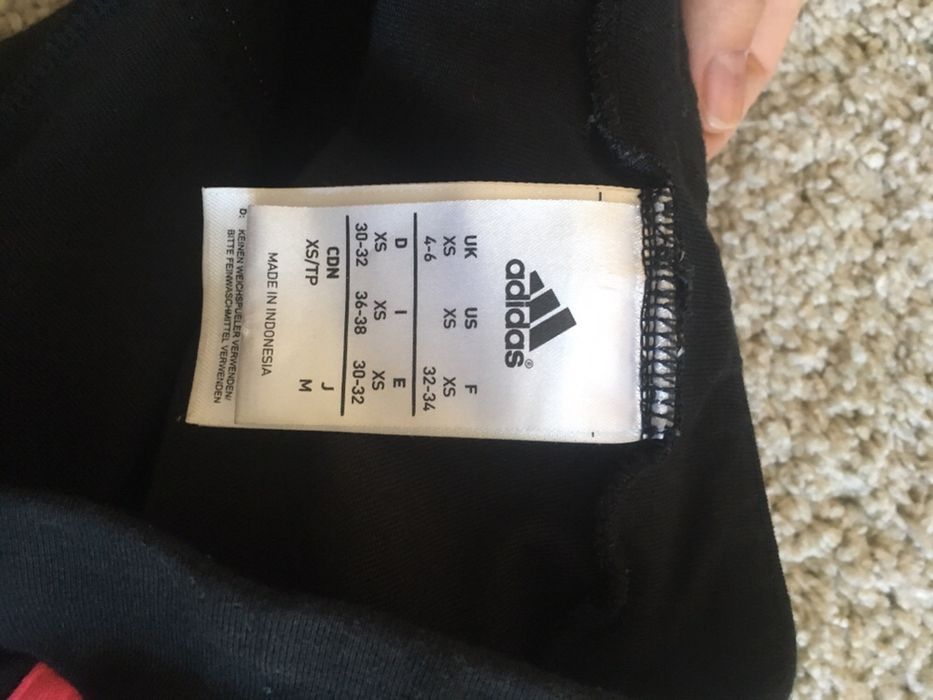 adidas®
UK US F
XS XS XS
4-6 32-34
D I E
XS XS XS
30-32 36-38 30-32
CDN J
XS/TP M
MADE IN INDONESIA
D: KEINEN WEICHSPUELER VERWENDEN/
BITTE FEINWASCHMITTEL VERWENDEN